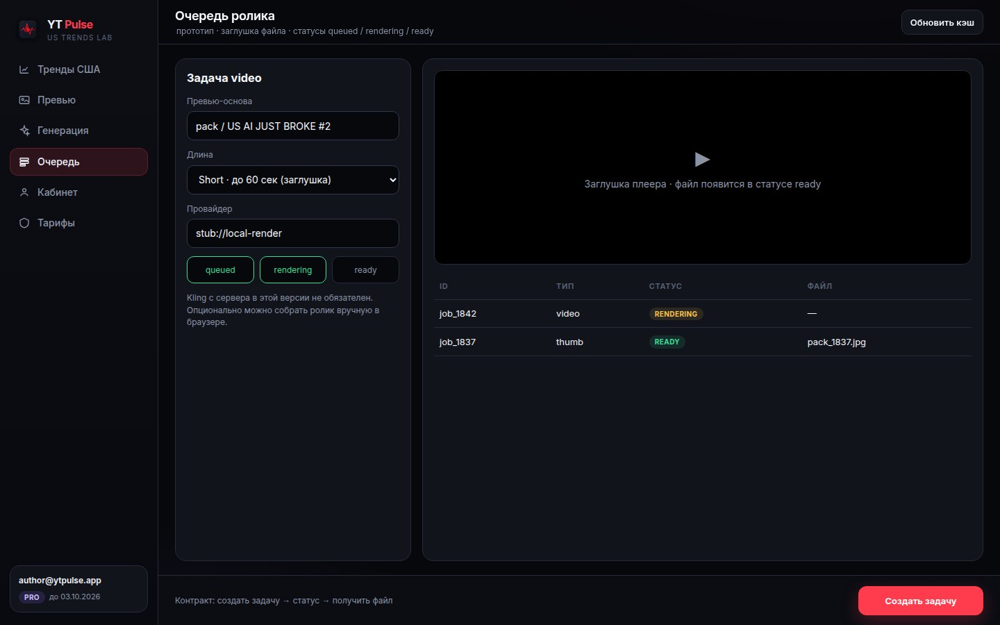 YT Pulse
US TRENDS LAB
Тренды США
Превью
Генерация
Очередь
Кабинет
Тарифы
author@ytpulse.app
PRO до 03.10.2026
Очередь ролика
прототип · заглушка файла · статусы queued / rendering / ready
Обновить кэш
Задача video
Превью-основа
pack / US AI JUST BROKE #2
Длина
Short · до 60 сек (заглушка)
Провайдер
stub://local-render
queued rendering ready
Kling с сервера в этой версии не обязателен.
Опционально можно собрать ролик вручную в
браузере.
Заглушка плеера · файл появится в статусе ready
ID ТИП СТАТУС ФАЙЛ
job_1842 video RENDERING —
job_1837 thumb READY pack_1837.jpg
Контракт: создать задачу → статус → получить файл
Создать задачу